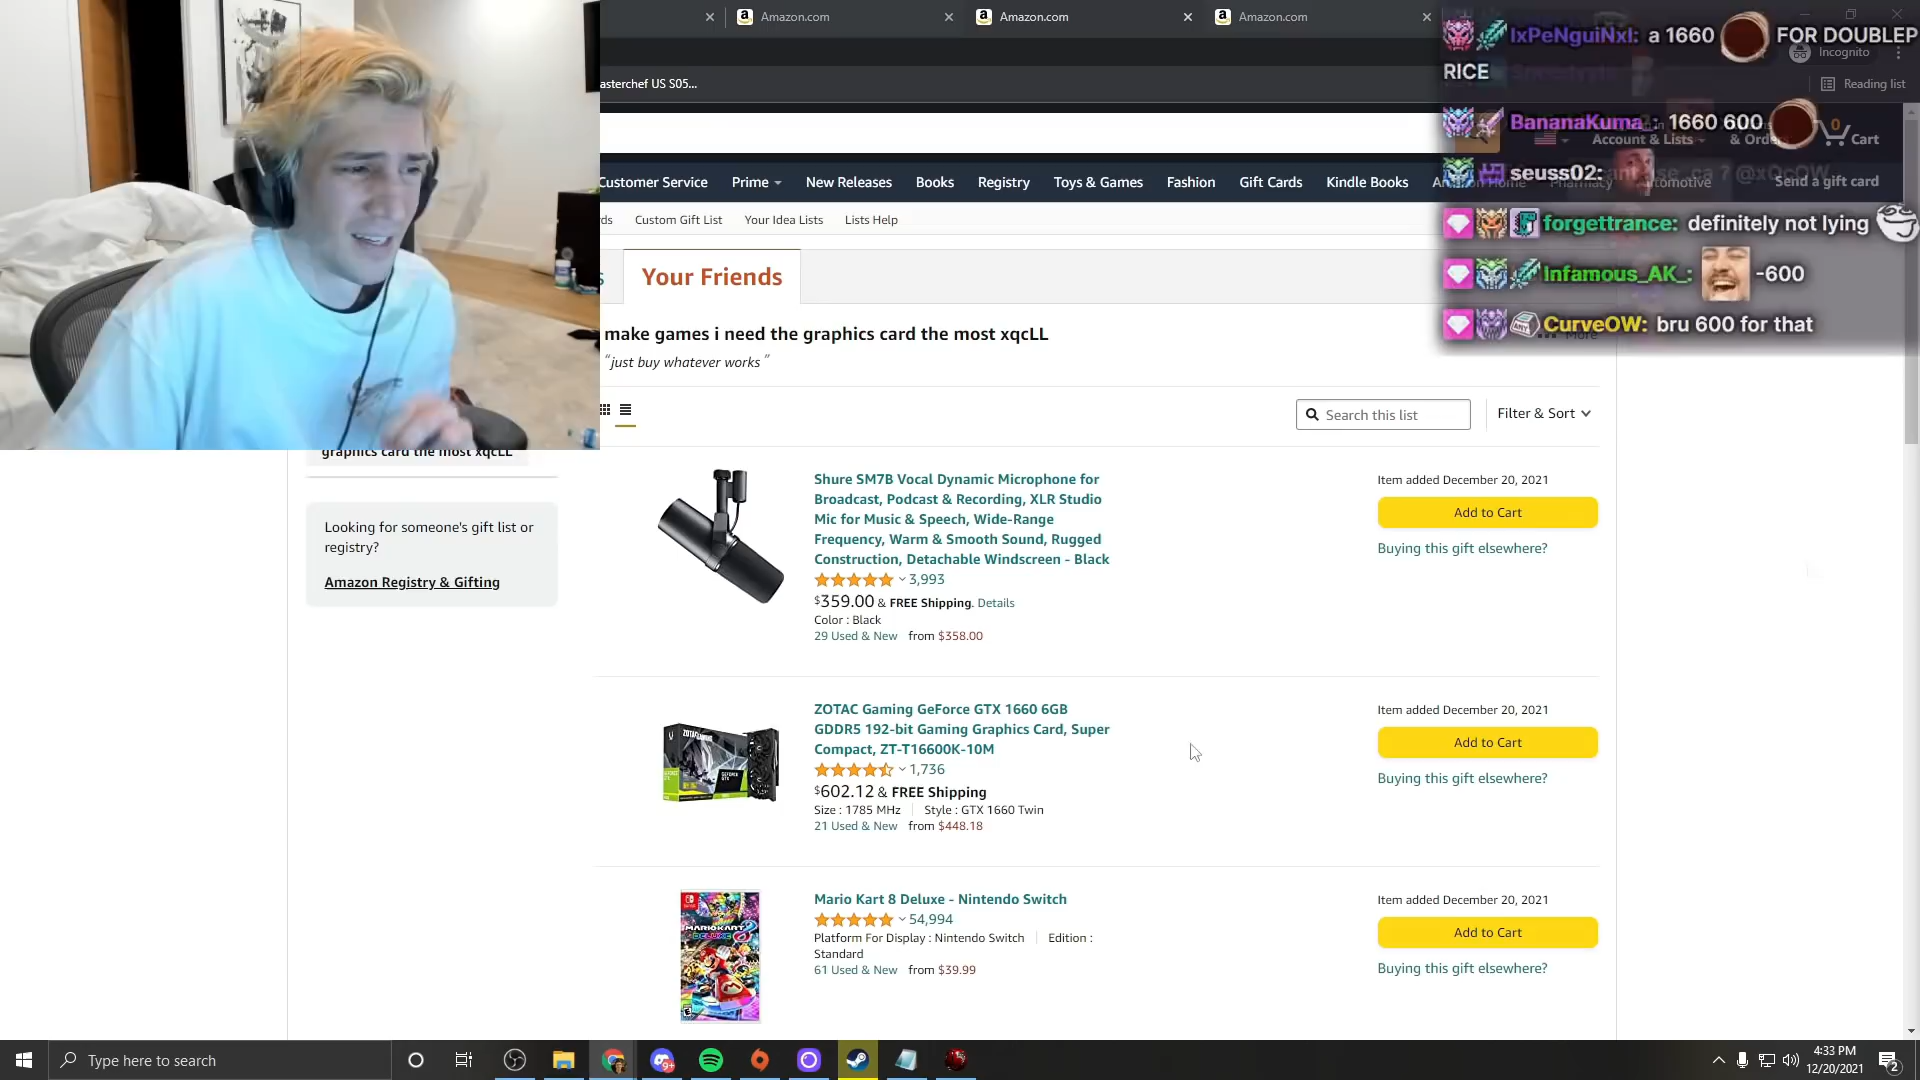 Amazon.com
Amazon.com
Amazon.com
Incognito
asterchef US S05...
Reading list
IxPeNguiNxI: a 1660 FOR DOUBLEP
RICE
BananaKuma_: 1660 600
seuss02:
forgettrance: definitely not lying
Infamous_AK_: -600
CurveOW: bru 600 for that
0
Cart
Account & Lists
Customer Service
Prime
New Releases
Books
Registry
Toys & Games
Fashion
Gift Cards
Kindle Books
Pharmacy
Automotive
Send a gift card
Custom Gift List
Your Idea Lists
Lists Help
Your Friends
make games i need the graphics card the most xqcLL
More
“just buy whatever works”
Search this list
Filter & Sort
graphics card the most xqcLL
Looking for someone's gift list or
registry?
Amazon Registry & Gifting
Shure SM7B Vocal Dynamic Microphone for
Broadcast, Podcast & Recording, XLR Studio
Mic for Music & Speech, Wide-Range
Frequency, Warm & Smooth Sound, Rugged
Construction, Detachable Windscreen - Black
3,993
$359.00 & FREE Shipping. Details
Color : Black
29 Used & New from $358.00
Item added December 20, 2021
Add to Cart
Buying this gift elsewhere?
ZOTAC Gaming GeForce GTX 1660 6GB
GDDR5 192-bit Gaming Graphics Card, Super
Compact, ZT-T16600K-10M
1,736
$602.12 & FREE Shipping
Size : 1785 MHz Style : GTX 1660 Twin
21 Used & New from $448.18
Item added December 20, 2021
Add to Cart
Buying this gift elsewhere?
Mario Kart 8 Deluxe - Nintendo Switch
54,994
Platform For Display : Nintendo Switch Edition :
Standard
61 Used & New from $39.99
Item added December 20, 2021
Add to Cart
Buying this gift elsewhere?
Type here to search
9+
4:33 PM
12/20/2021
2